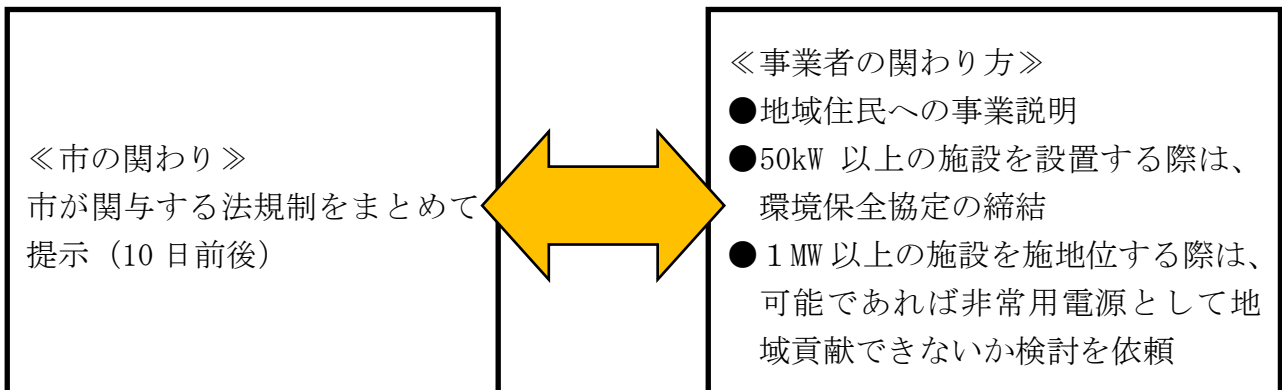 ≪市の関わり≫
市が関与する法規制をまとめて
提示（10 日前後）
≪事業者の関わり方≫
●地域住民への事業説明
●50kW 以上の施設を設置する際は、
環境保全協定の締結
●１MW 以上の施設を施地位する際は、
可能であれば非常用電源として地
域貢献できないか検討を依頼